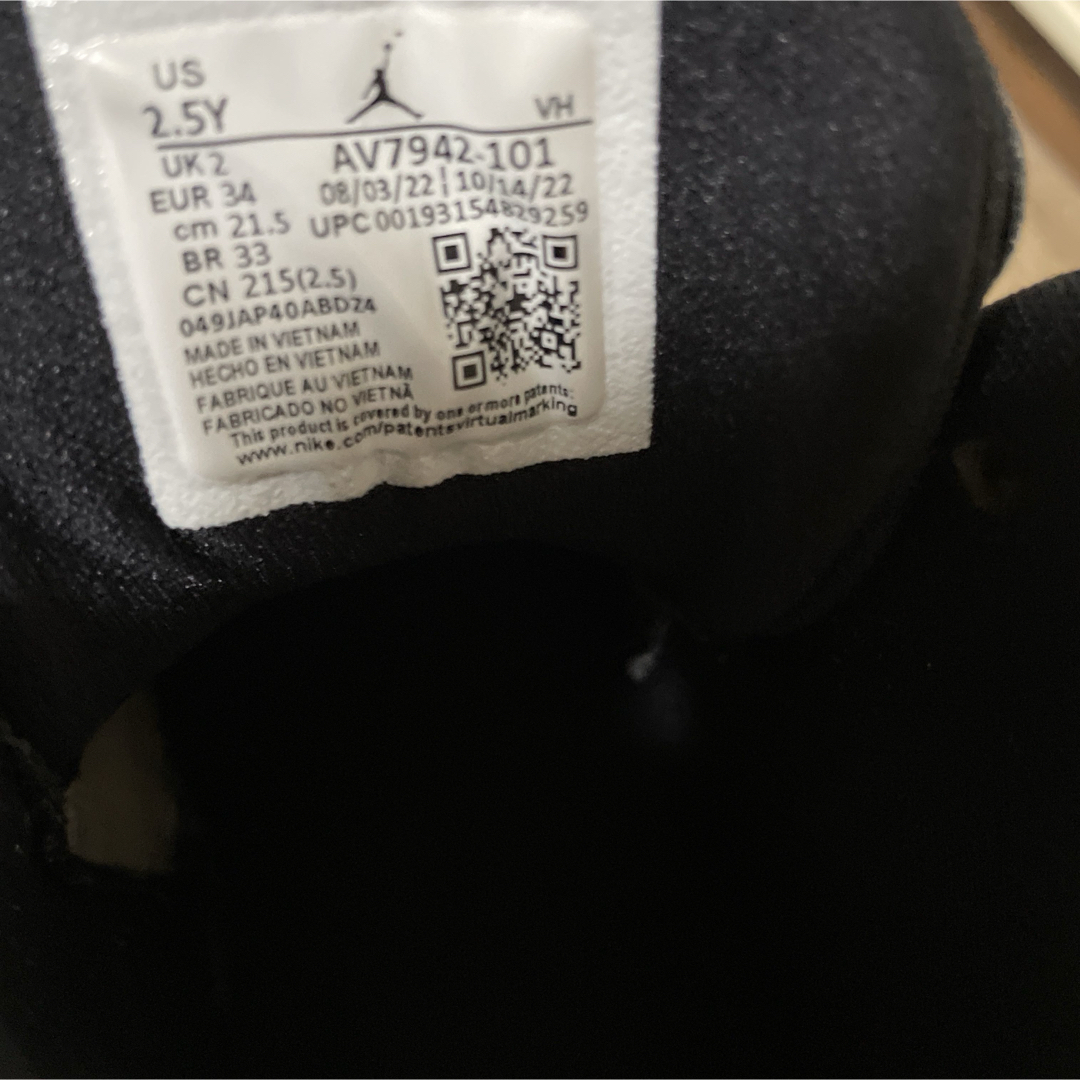 US
2.5Y
VH
UK 2
AV7942-101
EUR 34
08/03/22 | 10/14/22
cm 21.5
UPC 00193154829259
BR 33
CN 215(2.5)
049JAP40ABD24
MADE IN VIETNAM
HECHO EN VIETNAM
FABRIQUE AU VIETNAM
FABRICADO NO VIETNÃ
This product is covered by one or more patents:
www.nike.com/patentsvirtualmarking